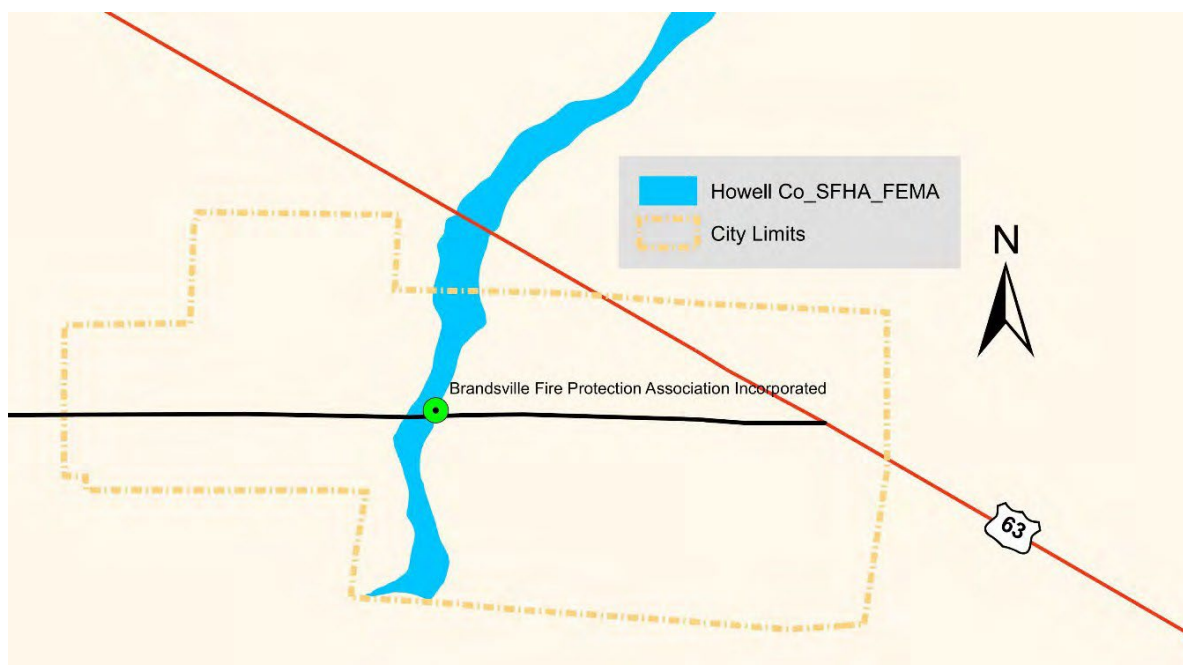 Howell Co_SFHA_FEMA
City Limits
N
Brandsville Fire Protection Association Incorporated
63